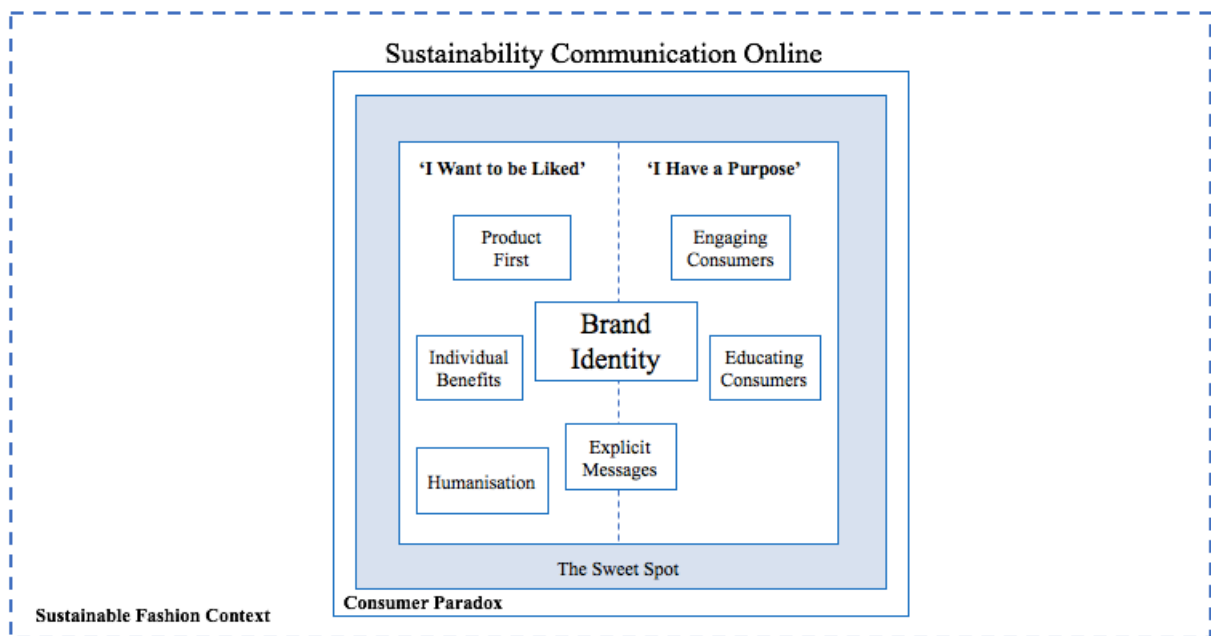 Sustainability Communication Online
‘I Want to be Liked’
‘I Have a Purpose’
Product
First
Engaging
Consumers
Brand
Identity
Individual
Benefits
Educating
Consumers
Explicit
Messages
Humanisation
The Sweet Spot
Consumer Paradox
Sustainable Fashion Context